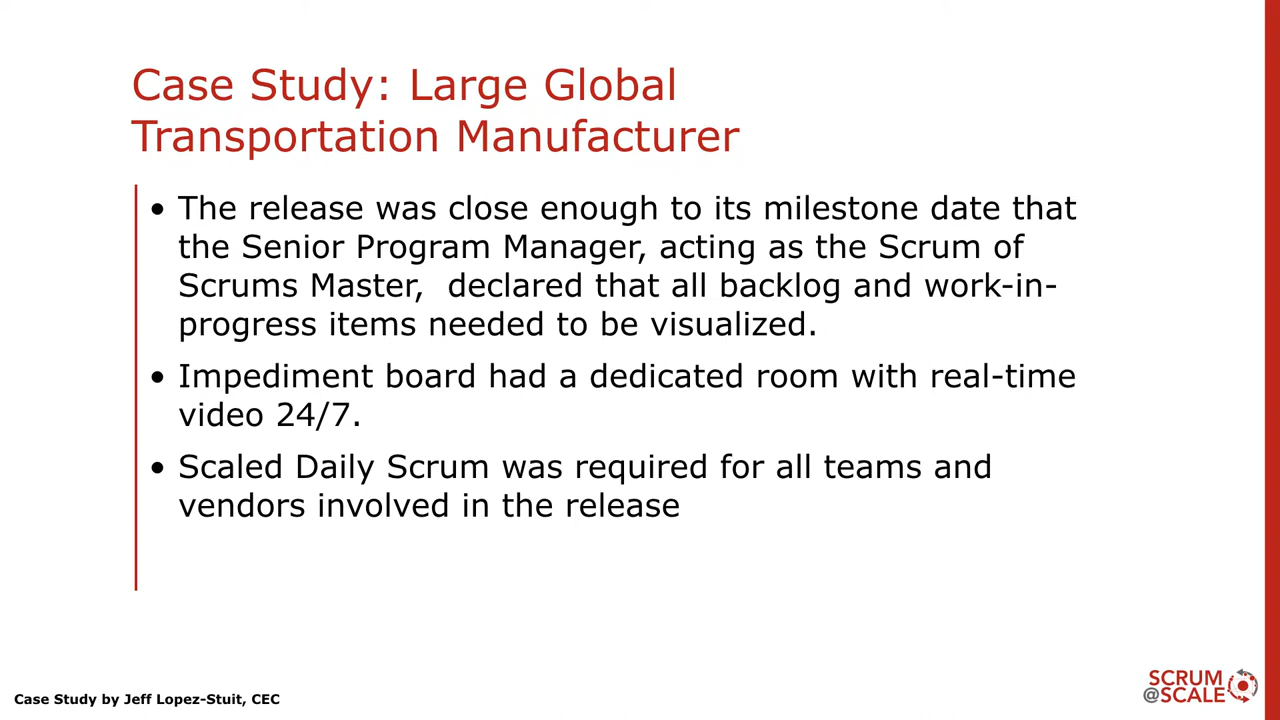 Case Study: Large Global
Transportation Manufacturer
• The release was close enough to its milestone date that
the Senior Program Manager, acting as the Scrum of
Scrums Master,  declared that all backlog and work-in-
progress items needed to be visualized.
• Impediment board had a dedicated room with real-time
video 24/7.
• Scaled Daily Scrum was required for all teams and
vendors involved in the release
Case Study by Jeff Lopez-Stuit, CEC
SCRUM
@SCALE